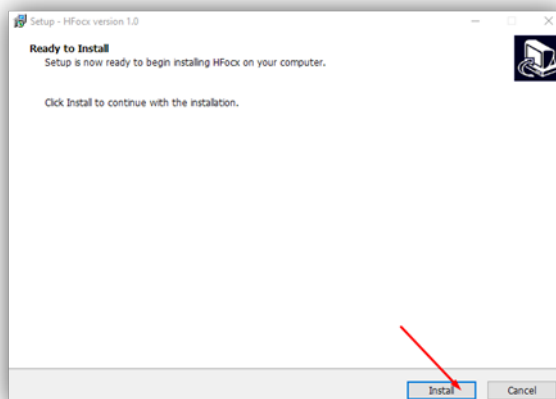 Setup - HFocx version 1.0
Ready to Install
Setup is now ready to begin installing HFocx on your computer.
Click Install to continue with the installation.
Install
Cancel